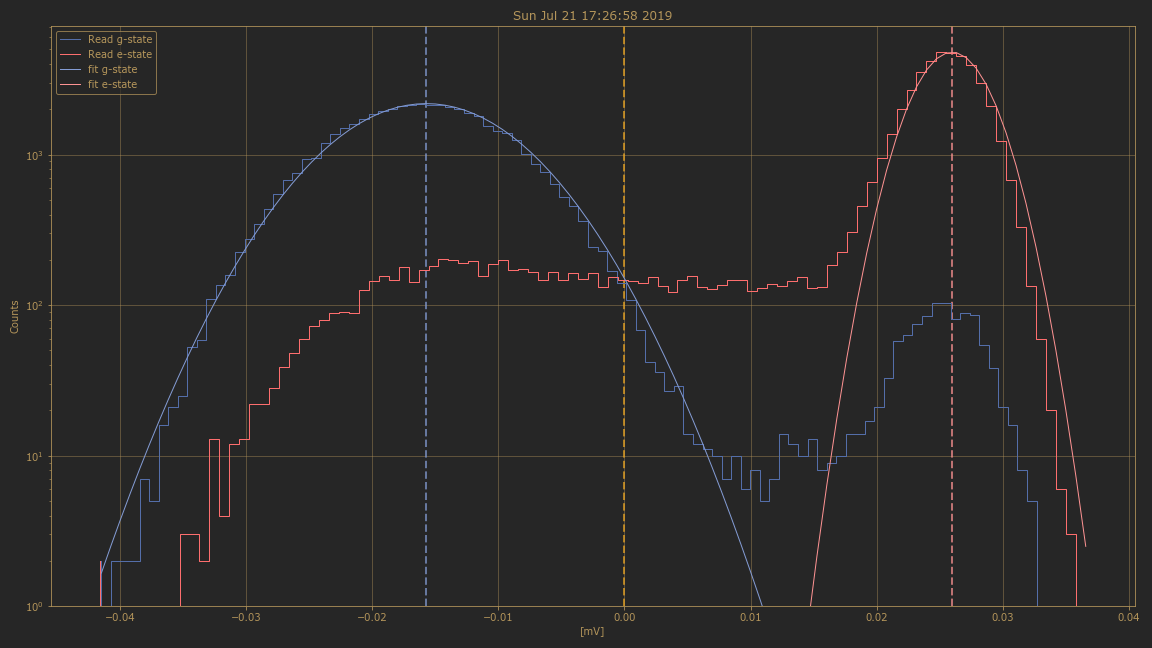 Sun Jul 21 17:26:58 2019
Read g-state
Read e-state
fit g-state
fit e-state
10³
10²
10¹
10⁰
Counts
−0.04 −0.03 −0.02 −0.01 0.00 0.01 0.02 0.03 0.04
[mV]